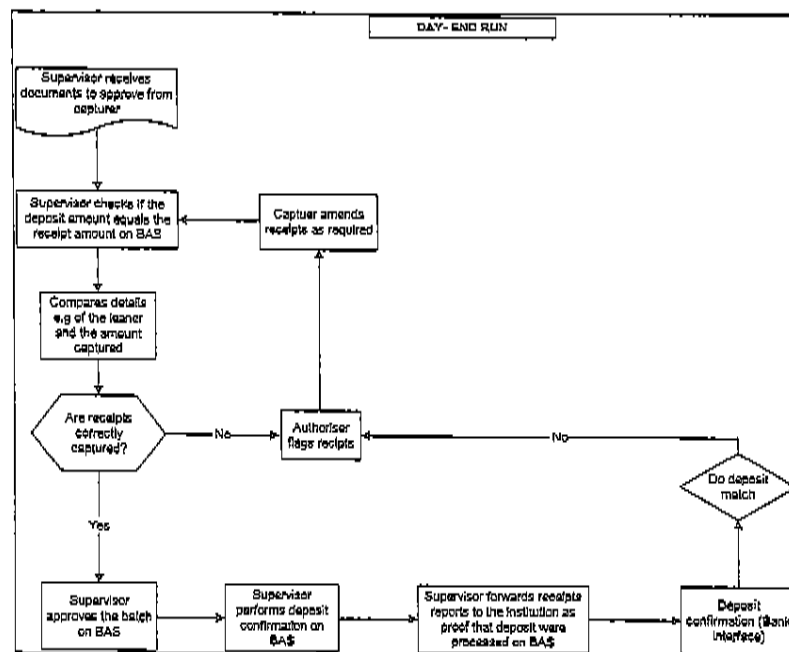 DAY- END RUN
Supervisor receives
documents to approve from
capturer
Supervisor checks if the
deposit amount equals the
receipt amount on BAS
Captuer amends
receipts as required
Compares details
e.g of the leaner
and the amount
captured
Are receipts
correctly
captured?
No
Authoriser
flags recipts
No
Do deposit
match
Yes
Supervisor
approves the batch
on BAS
Supervisor
performs deposit
confirmation on
BAS
Supervisor forwards receipts
reports to the institution as
proof that deposit were
processed on BAS
Deposit
confirmation (Bank
Interface)